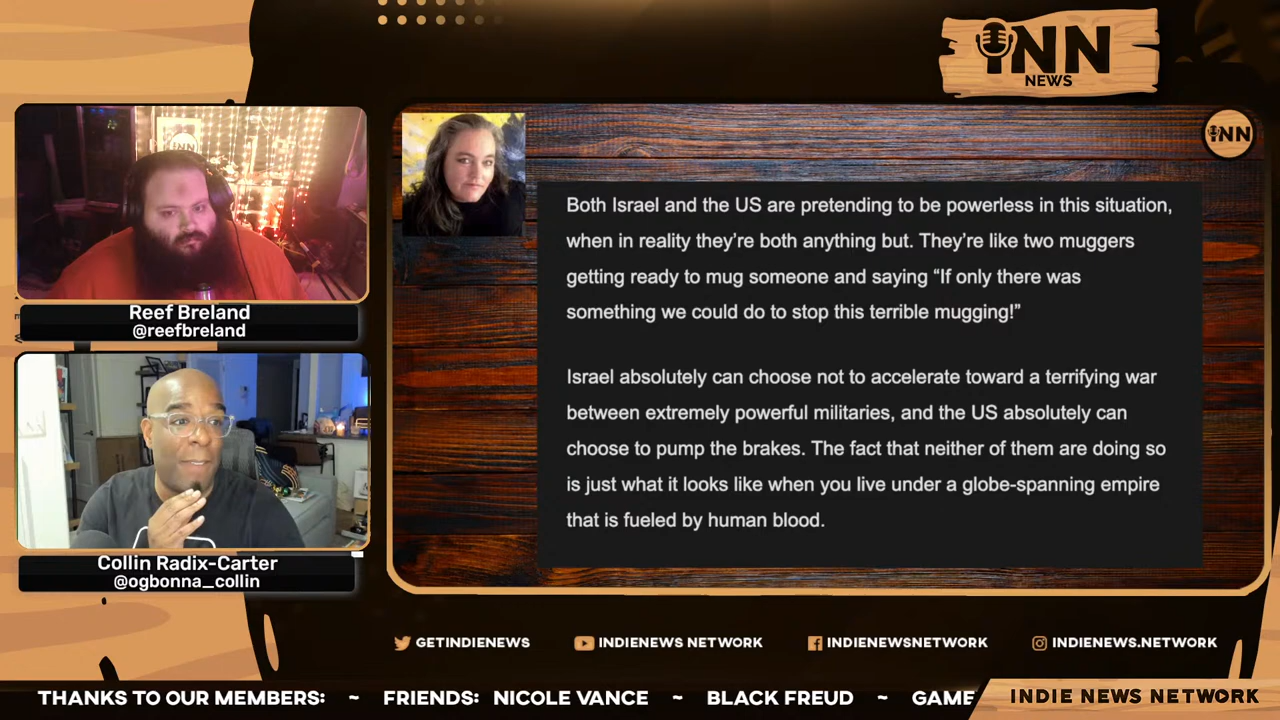 iNN
NEWS
iNN
Both Israel and the US are pretending to be powerless in this situation,
when in reality they’re both anything but. They’re like two muggers
getting ready to mug someone and saying “If only there was
something we could do to stop this terrible mugging!”
Israel absolutely can choose not to accelerate toward a terrifying war
between extremely powerful militaries, and the US absolutely can
choose to pump the brakes. The fact that neither of them are doing so
is just what it looks like when you live under a globe-spanning empire
that is fueled by human blood.
Reef Breland
@reefbreland
Collin Radix-Carter
@ogbonna_collin
GETINDIENEWS INDIENEWS NETWORK INDIENEWSNETWORK INDIENEWS.NETWORK
THANKS TO OUR MEMBERS: ~ FRIENDS: NICOLE VANCE ~ BLACK FREUD ~ GAME
INDIE NEWS NETWORK